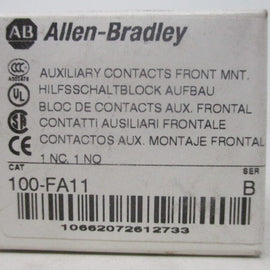 AB Allen-Bradley
AUXILIARY CONTACTS FRONT MNT.
HILFSSCHALTBLOCK AUFBAU
BLOC DE CONTACTS AUX. FRONTAL
CONTATTI AUSILIARI FRONTALE
CONTACTOS AUX. MONTAJE FRONTAL
1 NC, 1 NO
CAT SER
100-FA11 B
10662072612733